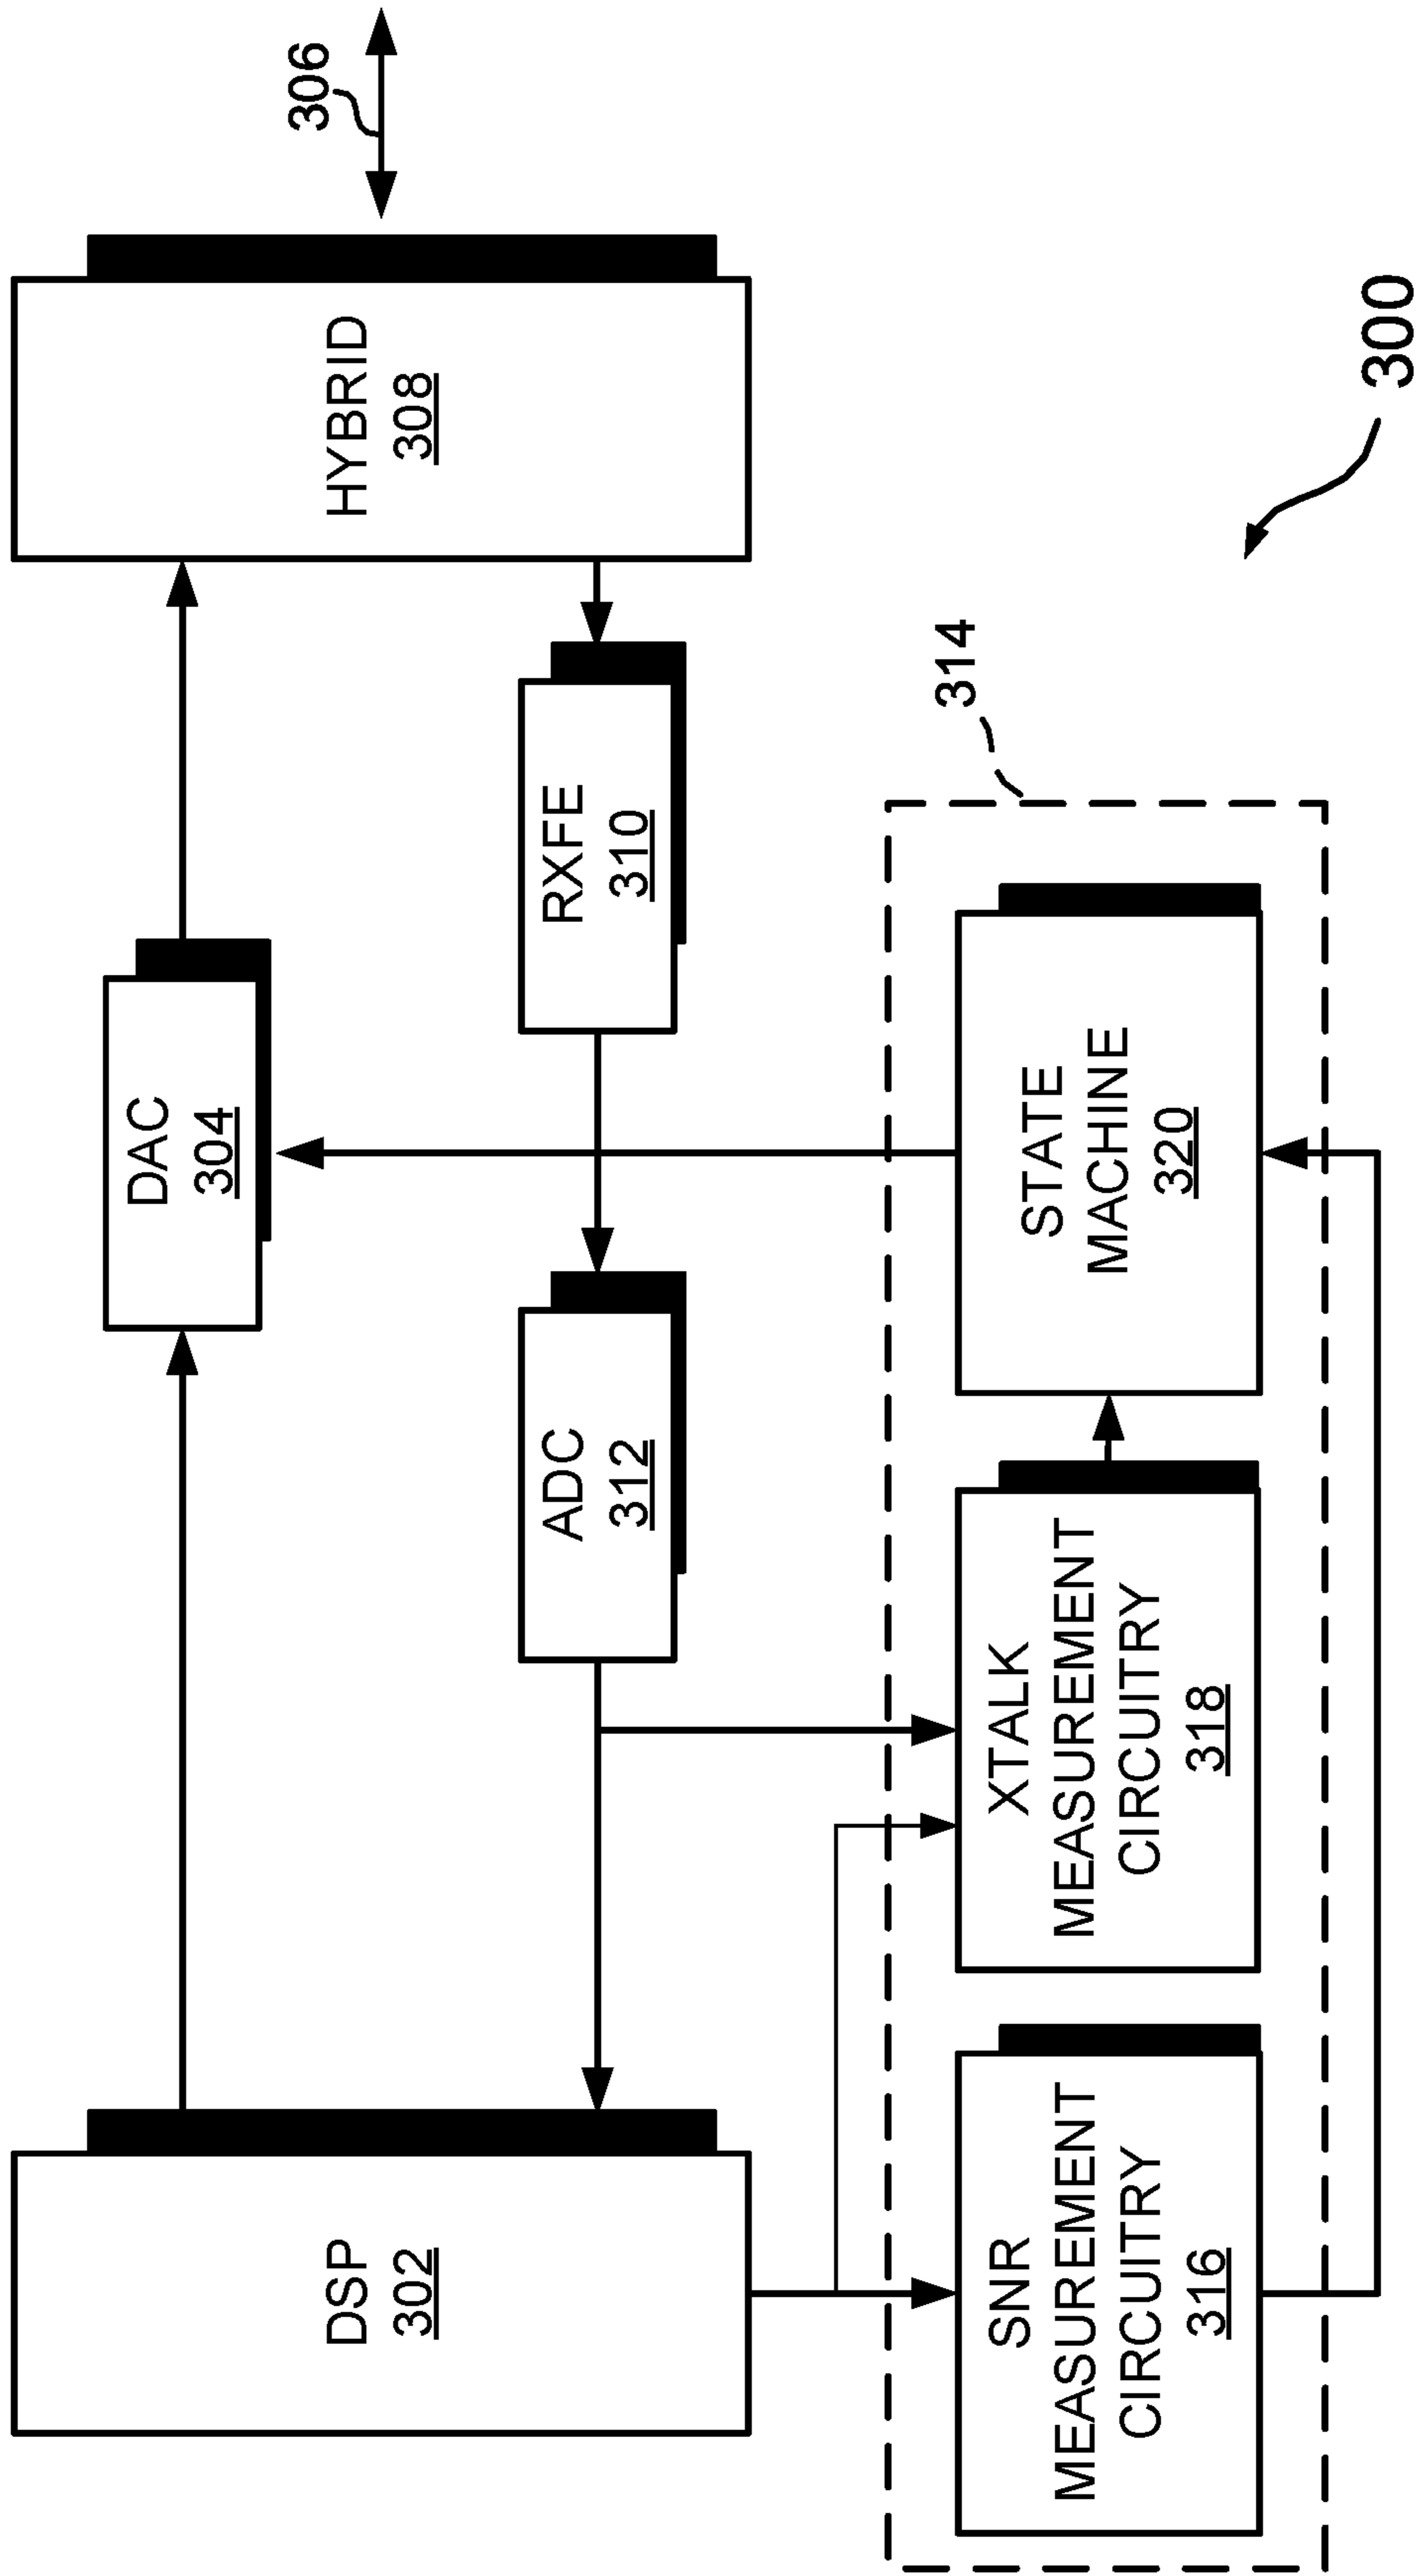 DSP
302
DAC
304
HYBRID
308
306
ADC
312
RXFE
310
314
SNR
MEASUREMENT
CIRCUITRY
316
XTALK
MEASUREMENT
CIRCUITRY
318
STATE
MACHINE
320
300